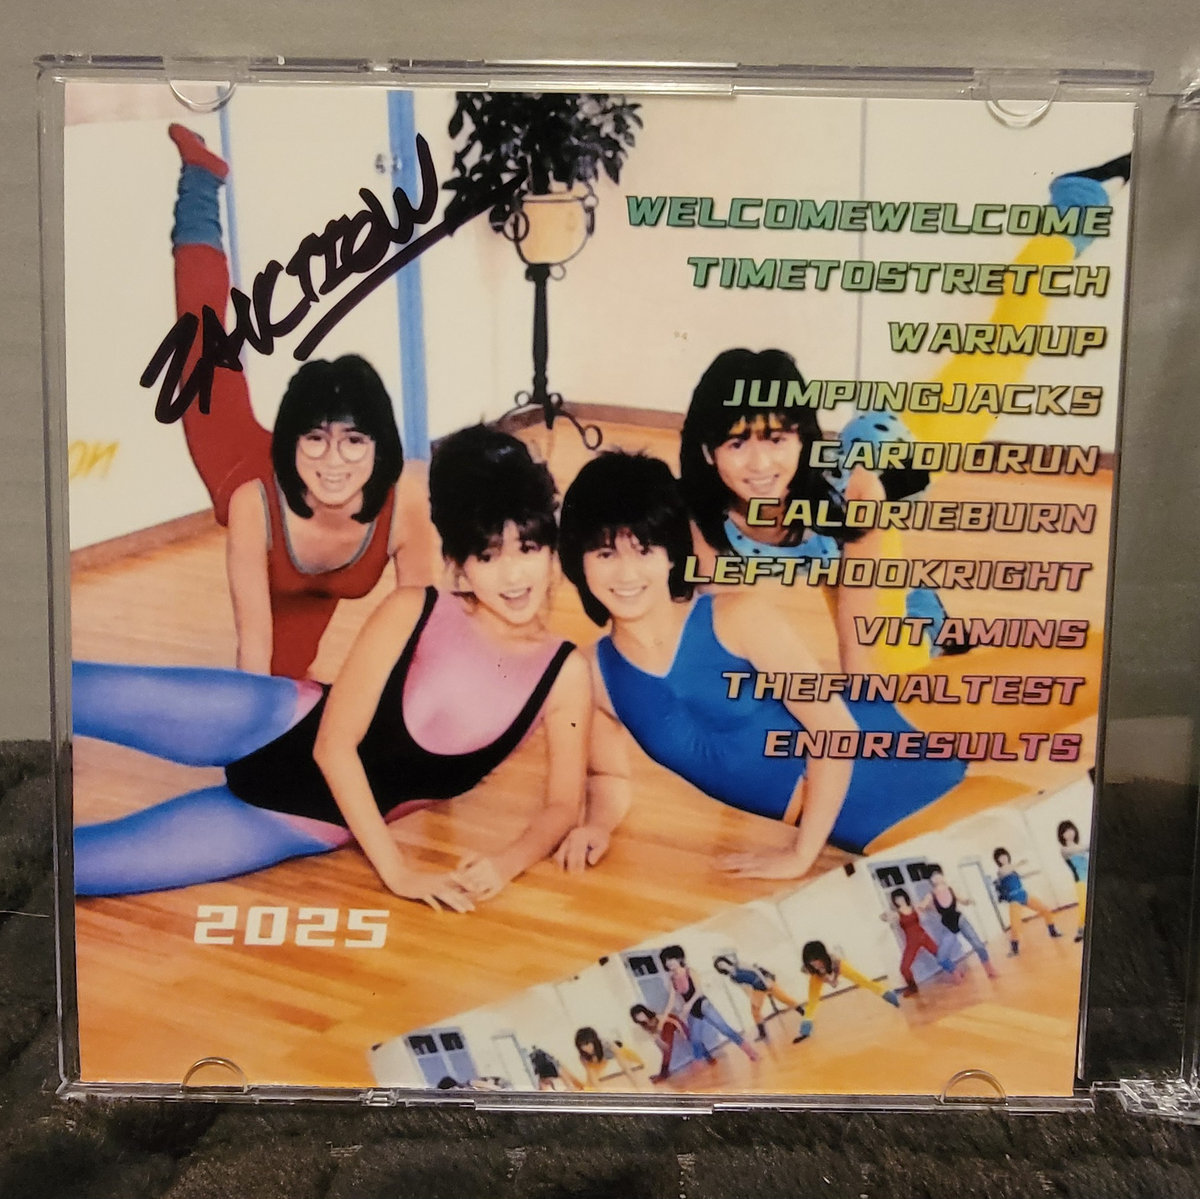 WELCOMEWELCOME
TIMETOSTRETCH
WARMUP
JUMPINGJACKS
CARDIORUN
CALORIEBURN
LEFTHOOKRIGHT
VITAMINS
THEFINALTEST
ENDRESULTS
2025